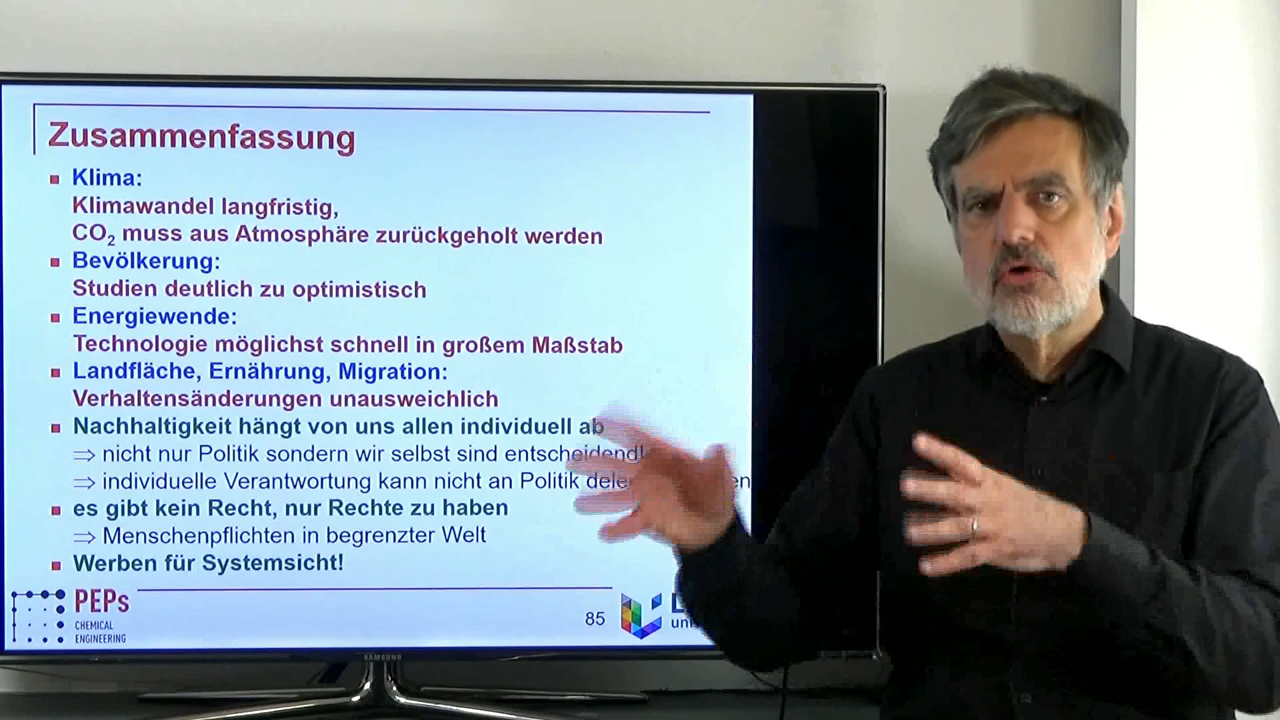 Zusammenfassung
Klima:
Klimawandel langfristig,
CO₂ muss aus Atmosphäre zurückgeholt werden
Bevölkerung:
Studien deutlich zu optimistisch
Energiewende:
Technologie möglichst schnell in großem Maßstab
Landfläche, Ernährung, Migration:
Verhaltensänderungen unausweichlich
Nachhaltigkeit hängt von uns allen individuell ab
⇒ nicht nur Politik sondern wir selbst sind entscheidend!
⇒ individuelle Verantwortung kann nicht an Politik
es gibt kein Recht, nur Rechte zu haben
⇒ Menschenpflichten in begrenzter Welt
Werben für Systemsicht!
PEPs
CHEMICAL
ENGINEERING
85
SAMSUNG